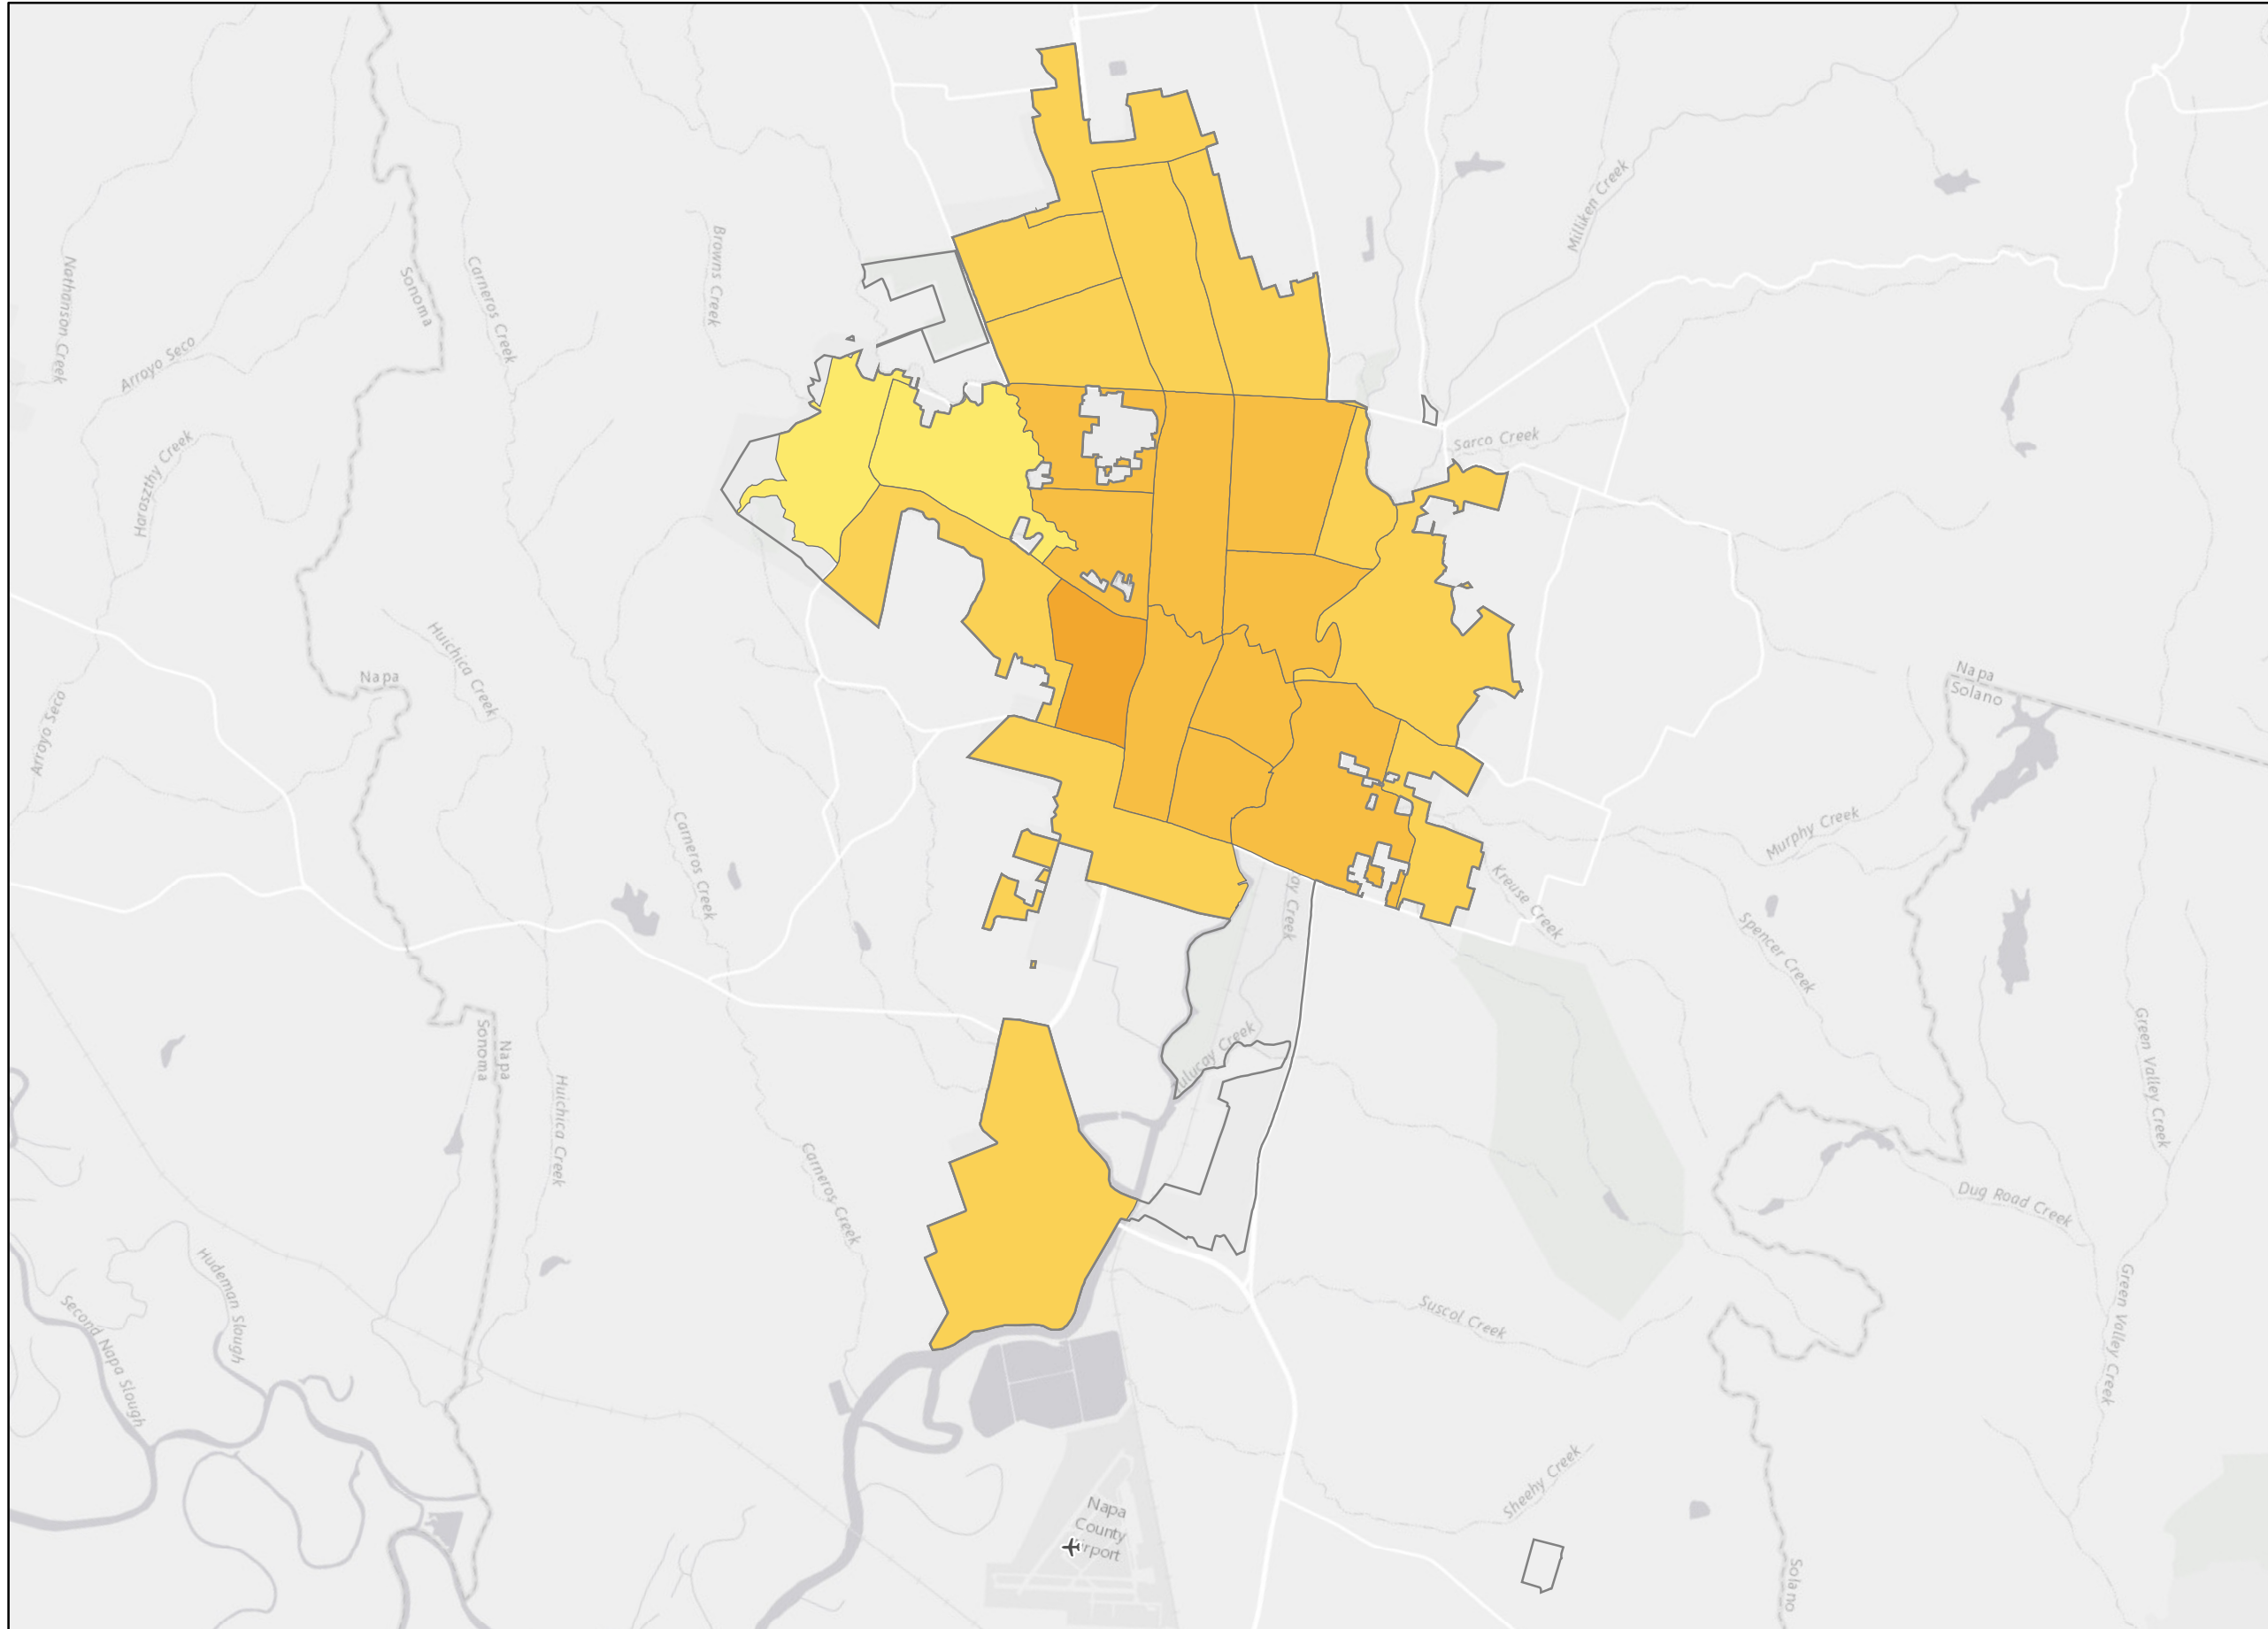 Milliken Creek
Nathanson Creek
Browns Creek
Carneros Creek
Sonoma
Arroyo Seco
Haraszthy Creek
Sarco Creek
Huichica Creek
Napa
Arroyo Seco
Napa
Solano
Carneros Creek
Murphy Creek
Kreuse Creek
Spencer Creek
Creek
Green Valley Creek
Napa
Sonoma
Creek
Huichica Creek
Carneros Creek
Dug Road Creek
Hudeman Slough
Second Napa Slough
Suscol Creek
Green Valley Creek
Sheehy Creek
Napa
County
Airport
Solano